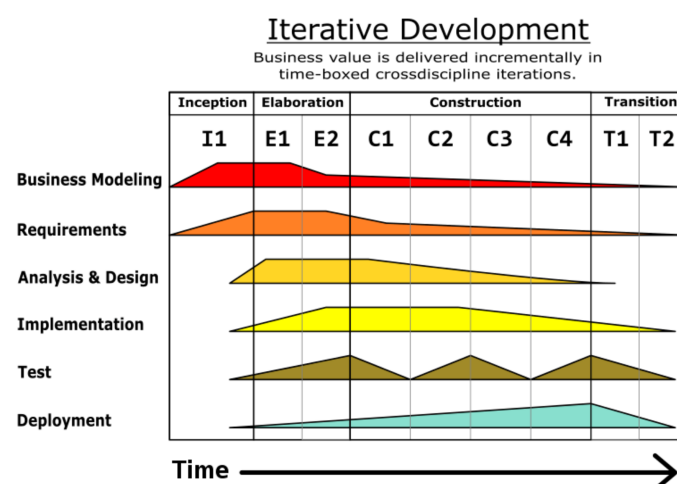 Iterative Development
Business value is delivered incrementally in
time-boxed crossdiscipline iterations.
Inception Elaboration Construction Transition
I1 E1 E2 C1 C2 C3 C4 T1 T2
Business Modeling
Requirements
Analysis & Design
Implementation
Test
Deployment
Time